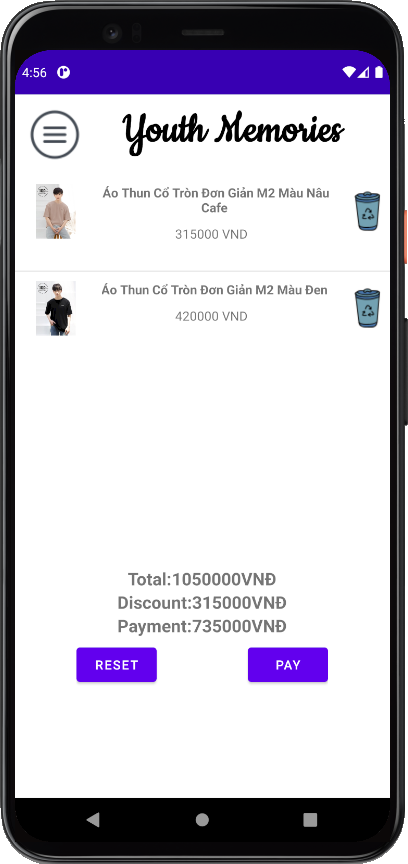 4:56
Youth Memories
Áo Thun Cổ Tròn Đơn Giản M2 Màu Nâu
Cafe
315000 VND
Áo Thun Cổ Tròn Đơn Giản M2 Màu Đen
420000 VND
Total:1050000VNĐ
Discount:315000VNĐ
Payment:735000VNĐ
RESET
PAY